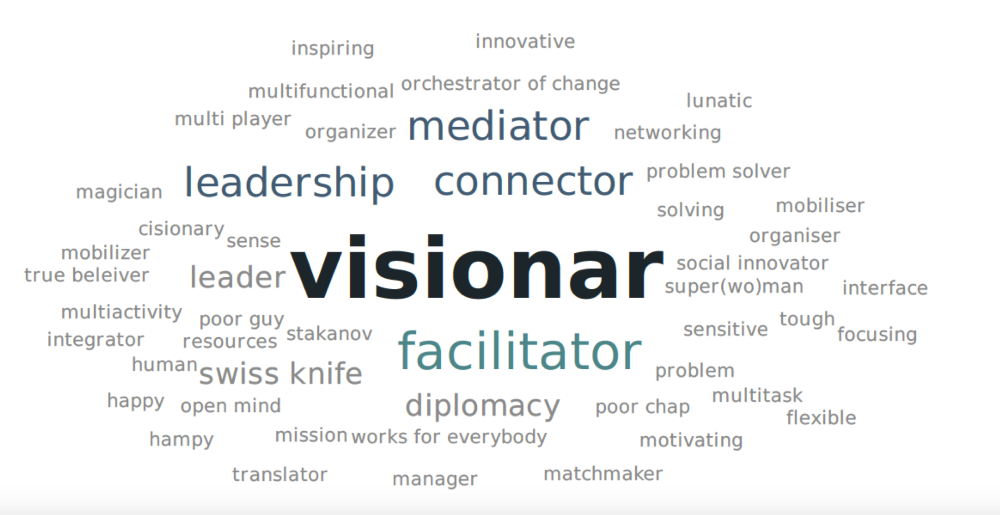 innovative
inspiring
orchestrator of change
multifunctional
lunatic
multi player
organizer
mediator
networking
problem solver
leadership
connector
magician
mobiliser
solving
cisionary
sense
organiser
mobilizer
visionar
social innovator
true beleiver
leader
super(wo)man
interface
multiactivity
poor guy
tough
sensitive
stakanov
focusing
integrator
resources
facilitator
human
swiss knife
problem
multitask
happy
open mind
diplomacy
poor chap
flexible
mission
works for everybody
hampy
motivating
translator
manager
matchmaker